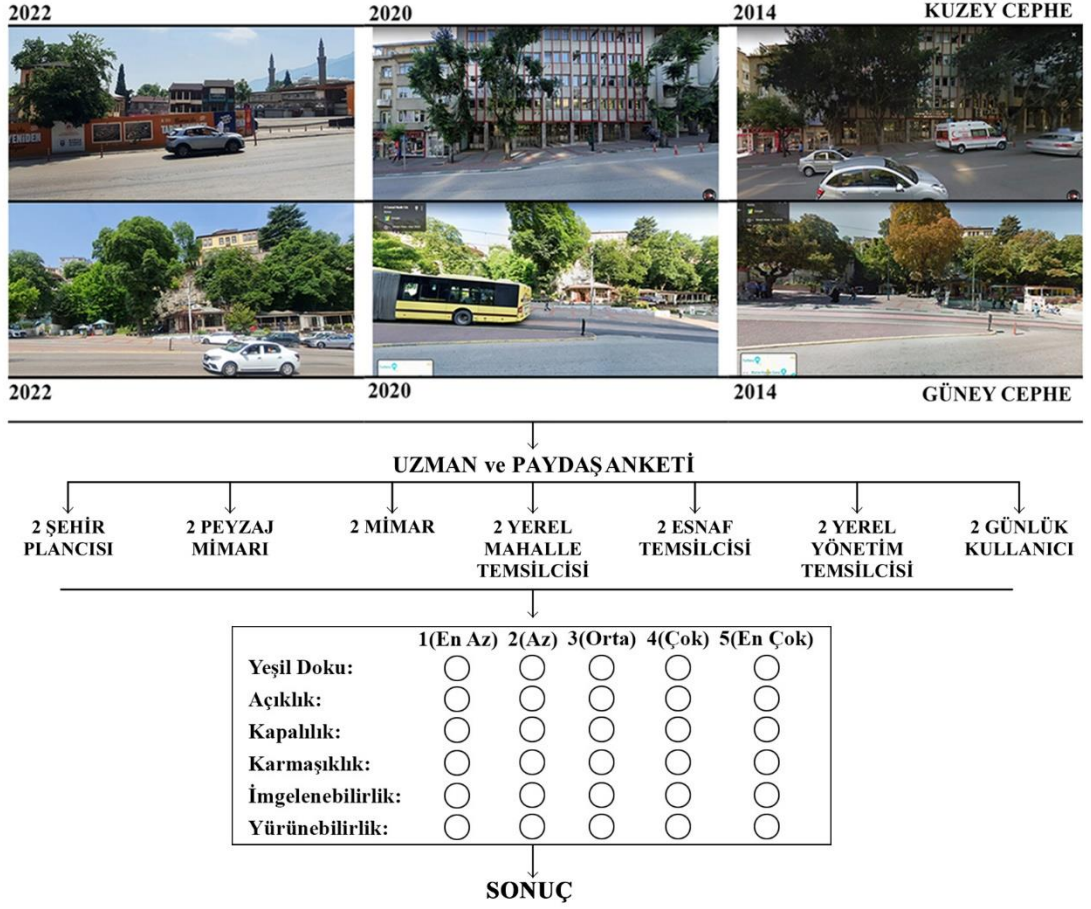 2022 2020 2014 KUZEY CEPHE
YENİDEN
2022 2020 2014 GÜNEY CEPHE
UZMAN ve PAYDAŞ ANKETİ
2 ŞEHİR PLANCISI
2 PEYZAJ MİMARI
2 MİMAR
2 YEREL MAHALLE TEMSİLCİSİ
2 ESNAF TEMSİLCİSİ
2 YEREL YÖNETİM TEMSİLCİSİ
2 GÜNLÜK KULLANICI
1(En Az) 2(Az) 3(Orta) 4(Çok) 5(En Çok)
Yeşil Doku:
Açıklık:
Kapalılık:
Karmaşıklık:
İmgelenebilirlik:
Yürünebilirlik:
SONUÇ